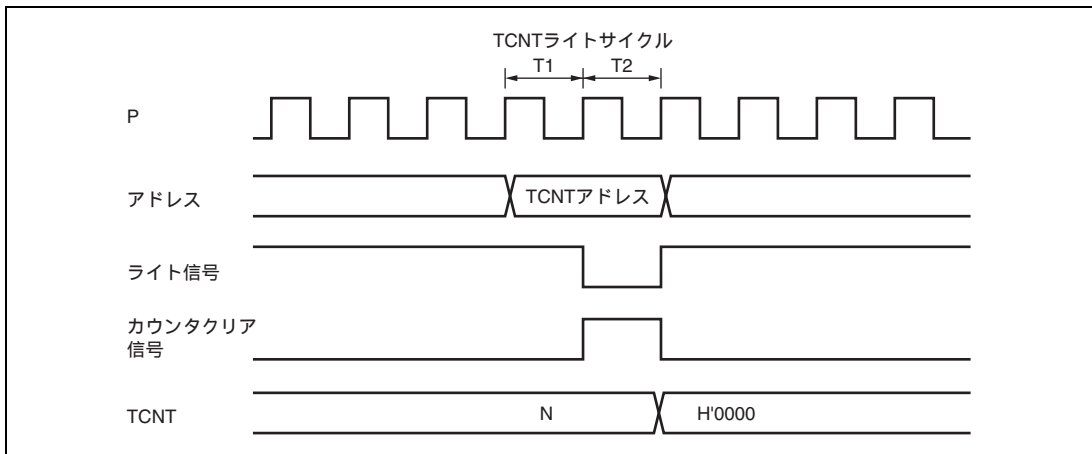 TCNTライトサイクル
T1 T2
P
アドレス
TCNTアドレス
ライト信号
カウンタクリア
信号
TCNT
N
H'0000